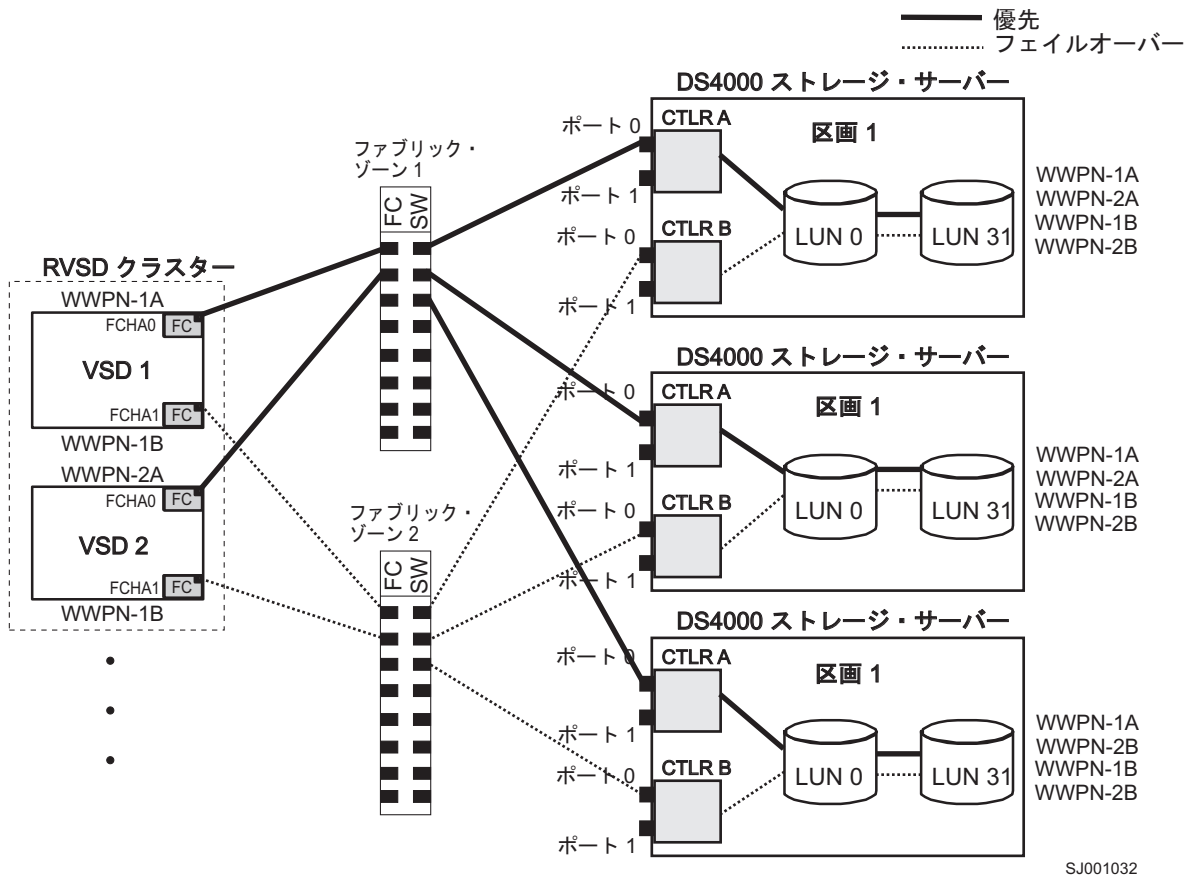 優先
フェイルオーバー
DS4000 ストレージ・サーバー
CTLR A
区画 1
ポート 0
ポート 1
CTLR B
ポート 0
ポート 1
LUN 0
LUN 31
WWPN-1A
WWPN-2A
WWPN-1B
WWPN-2B
ファブリック・
ゾーン 1
FC
SW
RVSD クラスター
WWPN-1A
FCHA0
FC
VSD 1
FCHA1
FC
WWPN-1B
WWPN-2A
FCHA0
FC
VSD 2
FCHA1
FC
WWPN-1B
ファブリック・
ゾーン 2
FC
SW
DS4000 ストレージ・サーバー
CTLR A
区画 1
ポート 0
ポート 1
CTLR B
ポート 0
ポート 1
LUN 0
LUN 31
WWPN-1A
WWPN-2A
WWPN-1B
WWPN-2B
DS4000 ストレージ・サーバー
CTLR A
区画 1
ポート 0
ポート 1
CTLR B
ポート 0
ポート 1
LUN 0
LUN 31
WWPN-1A
WWPN-2B
WWPN-1B
WWPN-2B
SJ001032